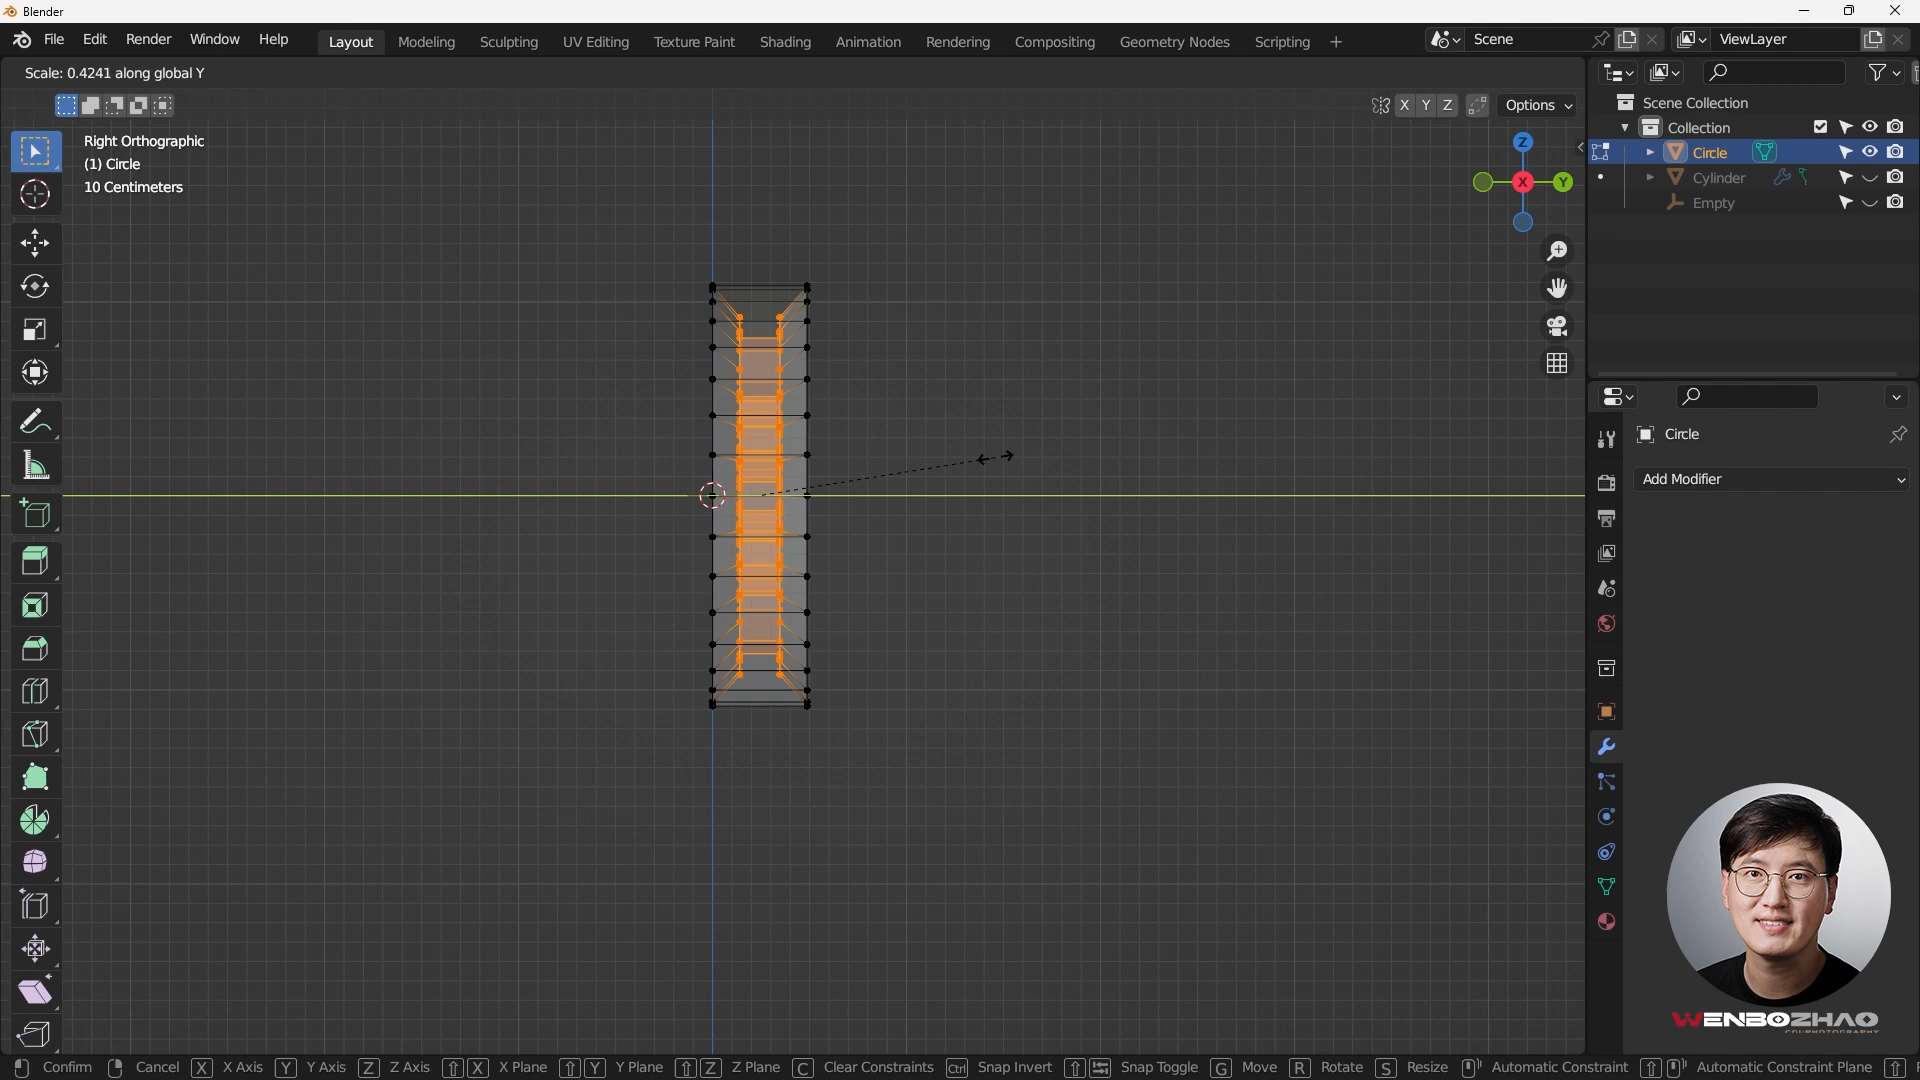 Blender
File Edit Render Window Help
Layout Modeling Sculpting UV Editing Texture Paint Shading Animation Rendering Compositing Geometry Nodes Scripting +
Scene
ViewLayer
Scale: 0.4241 along global Y
X Y Z
Options
Right Orthographic
(1) Circle
10 Centimeters
Z
X
Y
Scene Collection
Collection
Circle
Cylinder
Empty
Circle
Add Modifier
WENBOZHAO
Confirm Cancel X X Axis Y Y Axis Z Z Axis X X Plane Y Y Plane Z Z Plane C Clear Constraints Ctrl Snap Invert Snap Toggle G Move R Rotate S Resize Automatic Constraint Automatic Constraint Plane